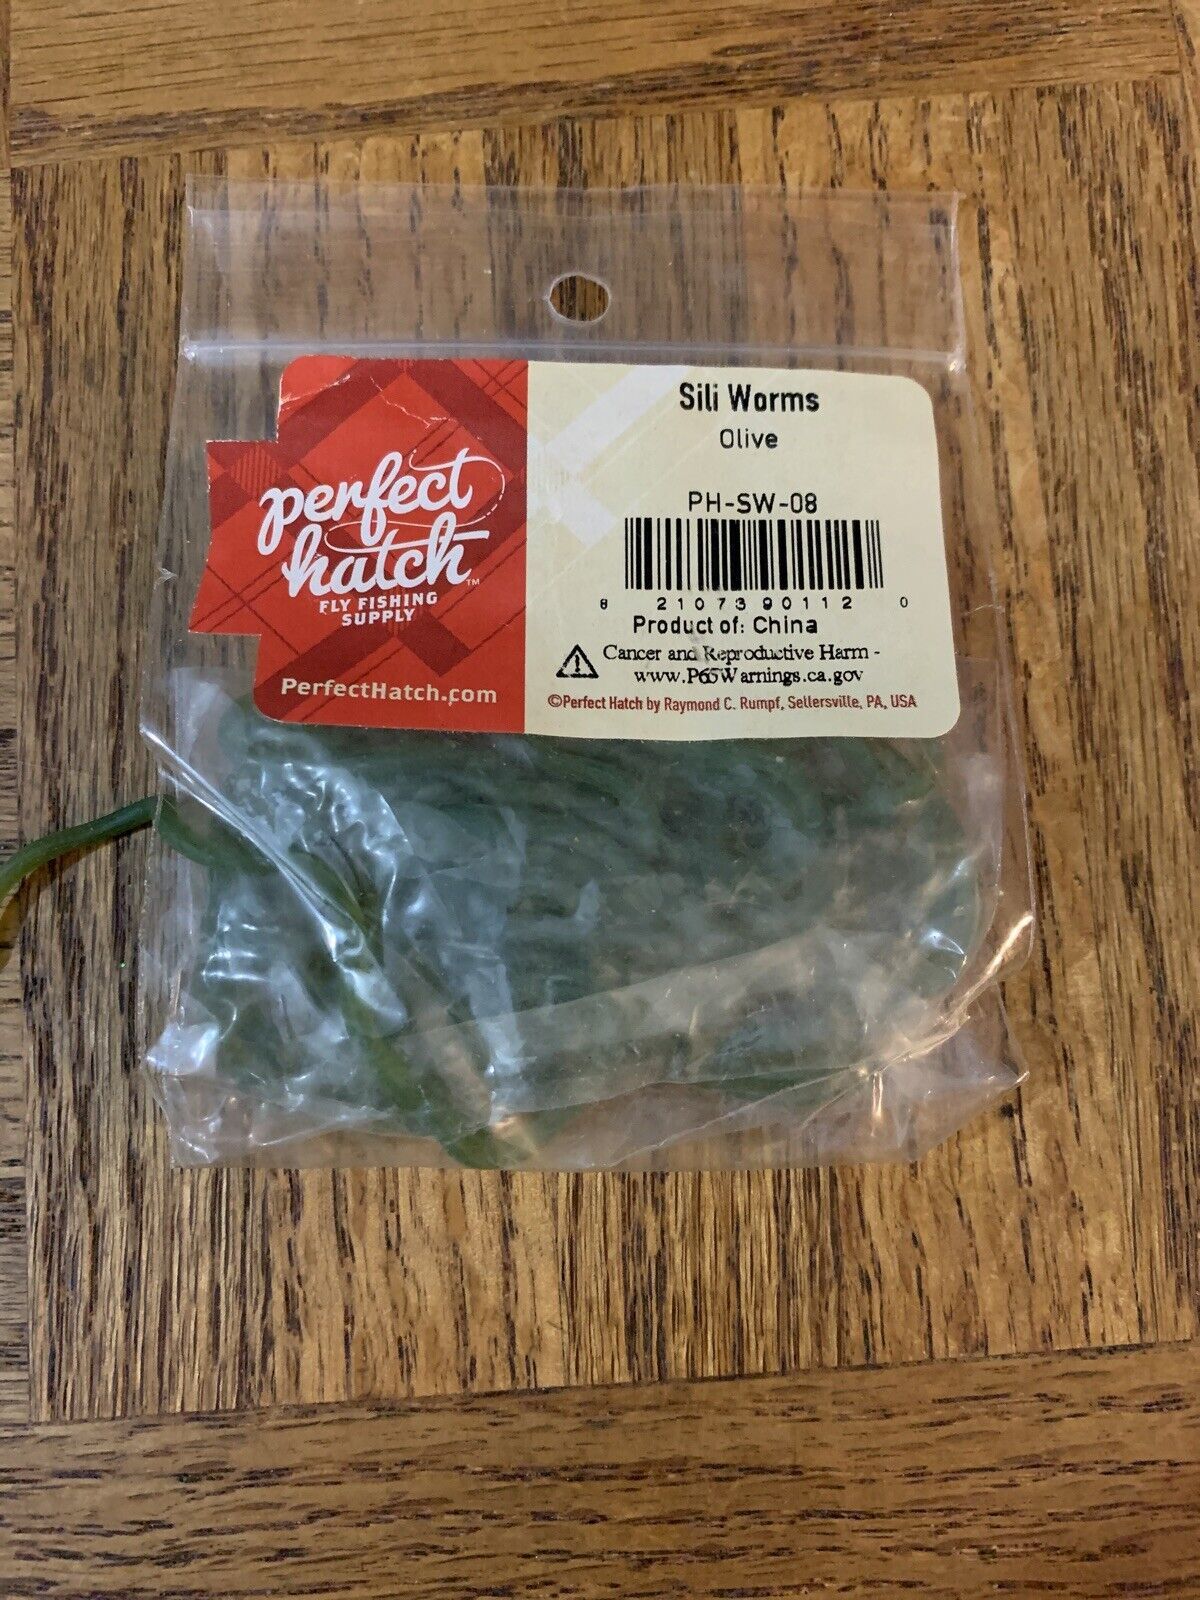 perfect
hatch™
FLY FISHING
SUPPLY
PerfectHatch.com
Sili Worms
Olive
PH-SW-08
8 21073 90112 0
Product of: China
Cancer and Reproductive Harm -
www.P65Warnings.ca.gov
©Perfect Hatch by Raymond C. Rumpf, Sellersville, PA, USA